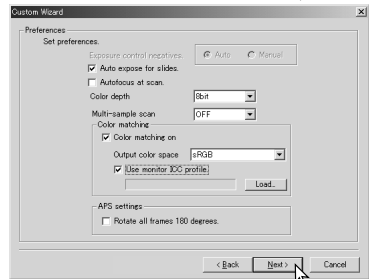 Custom Wizard
Preferences
Set preferences.
Exposure control negatives.
Auto
Manual
Auto expose for slides.
Autofocus at scan.
Color depth
8bit
Multi-sample scan
OFF
Color matching
Color matching on
Output color space
sRGB
Use monitor ICC profile.
Load...
APS settings
Rotate all frames 180 degrees.
< Back
Next >
Cancel